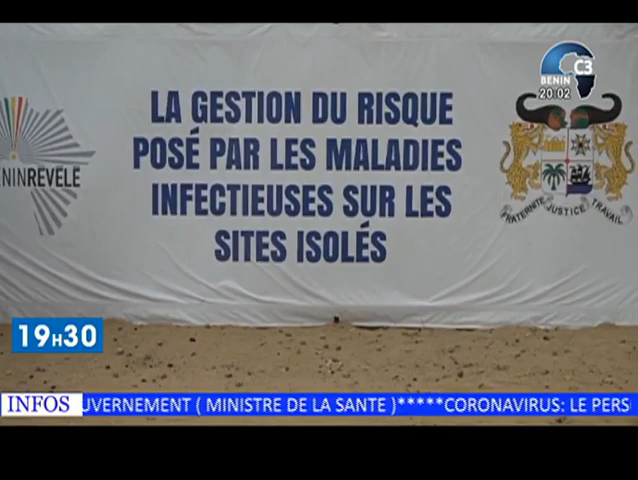 C3
BENIN
20:02
LA GESTION DU RISQUE
POSÉ PAR LES MALADIES
INFECTIEUSES SUR LES
SITES ISOLÉS
NINREVÉLÉ
FRATERNITE JUSTICE TRAVAIL
19H30
INFOS UVERNEMENT ( MINISTRE DE LA SANTE )*****CORONAVIRUS: LE PERS